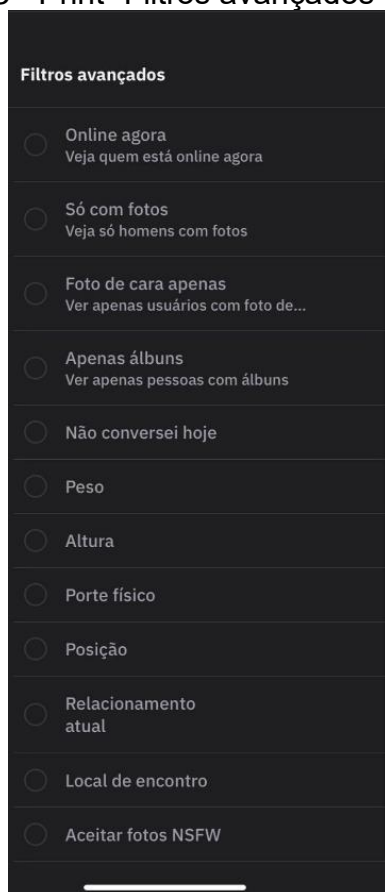 Filtros avançados
Online agora
Veja quem está online agora
Só com fotos
Veja só homens com fotos
Foto de cara apenas
Ver apenas usuários com foto de...
Apenas álbuns
Ver apenas pessoas com álbuns
Não conversei hoje
Peso
Altura
Porte físico
Posição
Relacionamento
atual
Local de encontro
Aceitar fotos NSFW